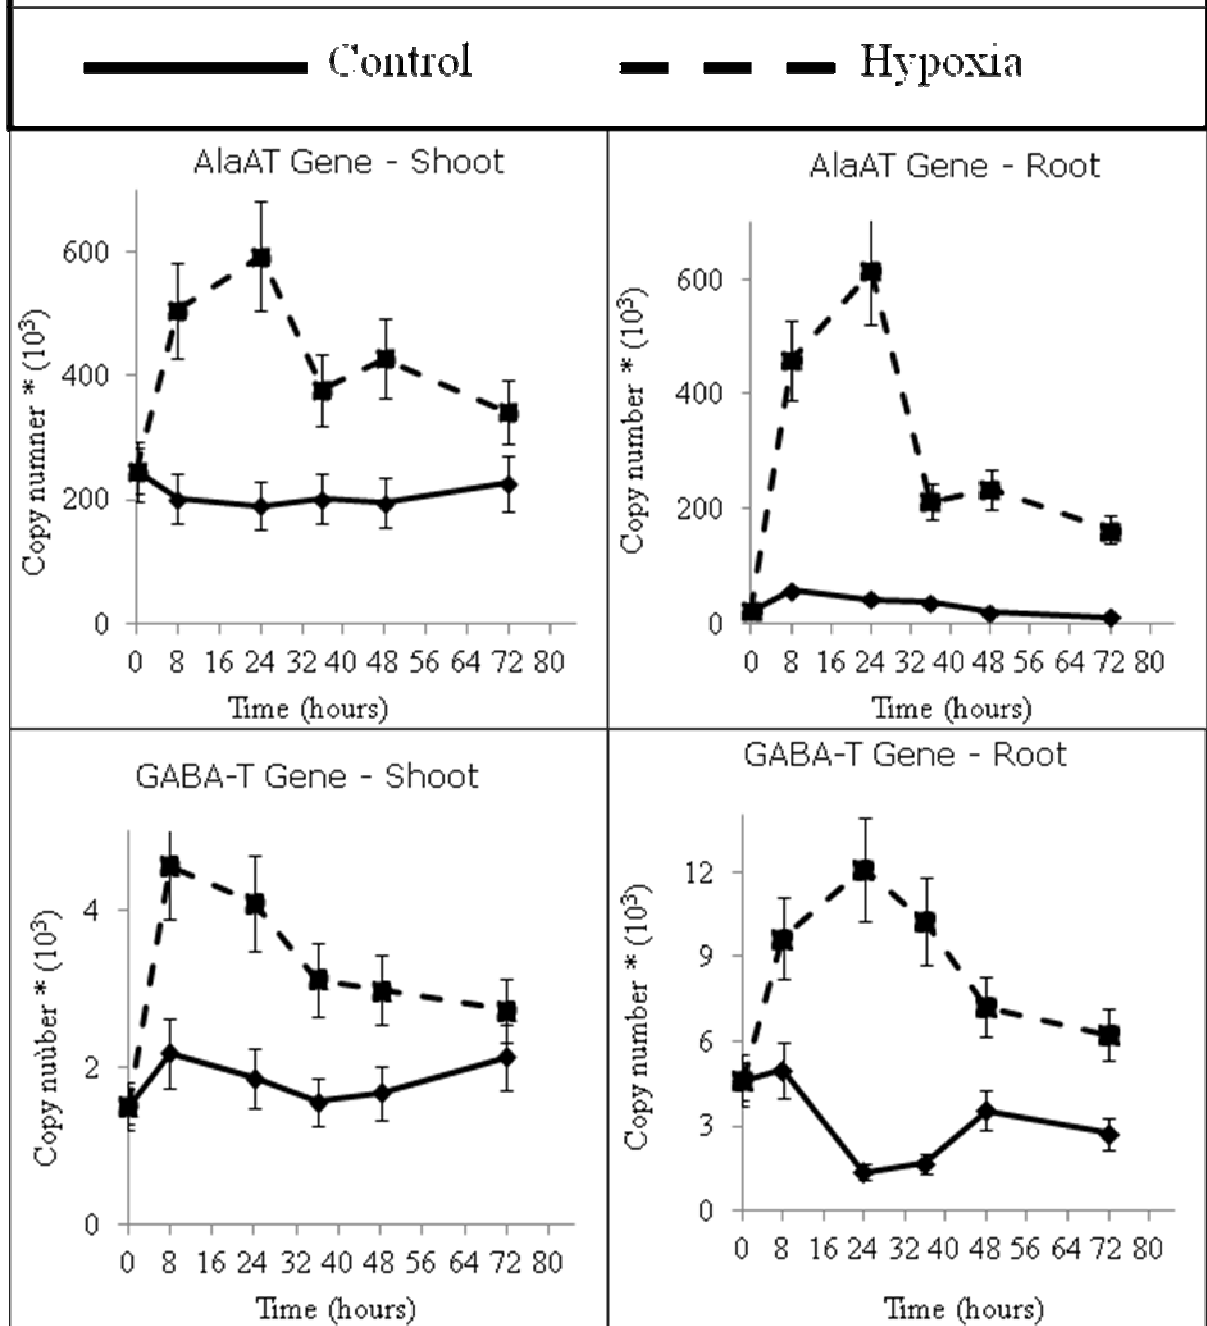 Control Hypoxia
AlaAT Gene - Shoot
Copy numner * (10³)
600
400
200
0
0 8 16 24 32 40 48 56 64 72 80
Time (hours)
AlaAT Gene - Root
Copy number * (10³)
600
400
200
0
0 8 16 24 32 40 48 56 64 72 80
Time (hours)
GABA-T Gene - Shoot
Copy nuùber * (10³)
4
2
0
0 8 16 24 32 40 48 56 64 72 80
Time (hours)
GABA-T Gene - Root
Copy number * (10³)
12
9
6
3
0
0 8 16 24 32 40 48 56 64 72 80
Time (hours)